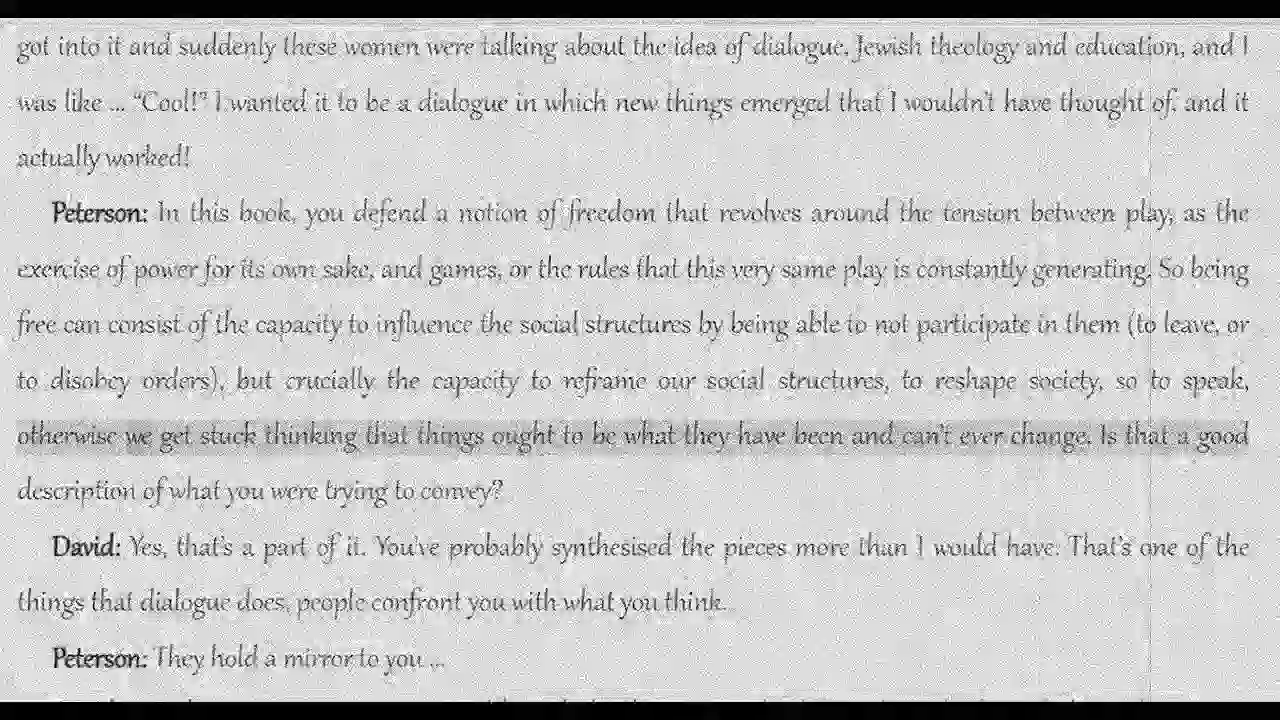 got into it and suddenly these women were talking about the idea of dialogue, Jewish theology and education, and I
was like ... “Cool!” I wanted it to be a dialogue in which new things emerged that I wouldn’t have thought of, and it
actually worked!
Peterson: In this book, you defend a notion of freedom that revolves around the tension between play, as the
exercise of power for its own sake, and games, or the rules that this very same play is constantly generating. So being
free can consist of the capacity to influence the social structures by being able to not participate in them (to leave, or
to disobey orders), but crucially the capacity to reframe our social structures, to reshape society, so to speak,
otherwise we get stuck thinking that things ought to be what they have been and can’t ever change. Is that a good
description of what you were trying to convey?
David: Yes, that’s a part of it. You’ve probably synthesised the pieces more than I would have. That’s one of the
things that dialogue does, people confront you with what you think.
Peterson: They hold a mirror to you ...